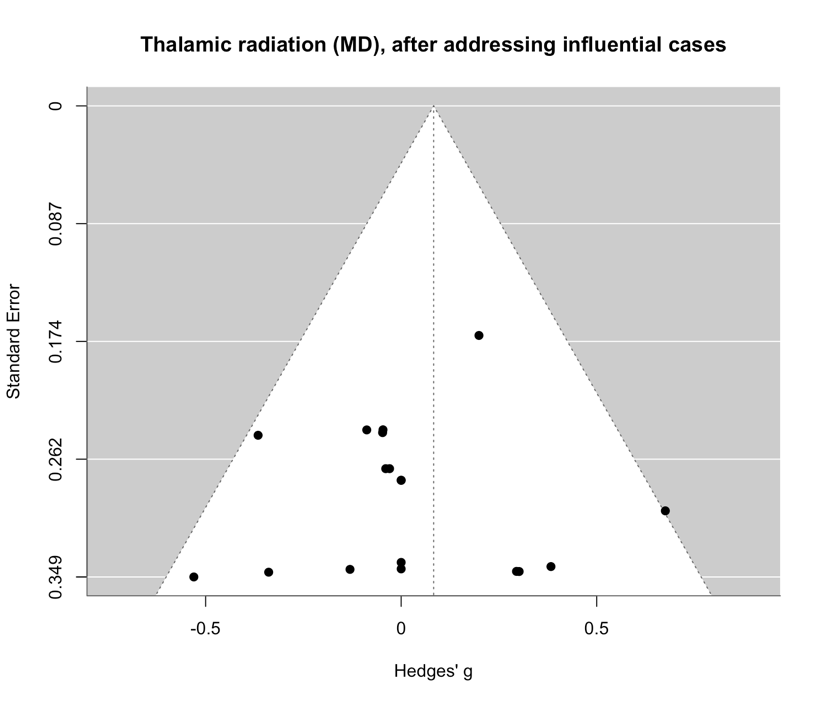 Thalamic radiation (MD), after addressing influential cases
Standard Error
0
0.087
0.174
0.262
0.349
-0.5
0
0.5
Hedges' g